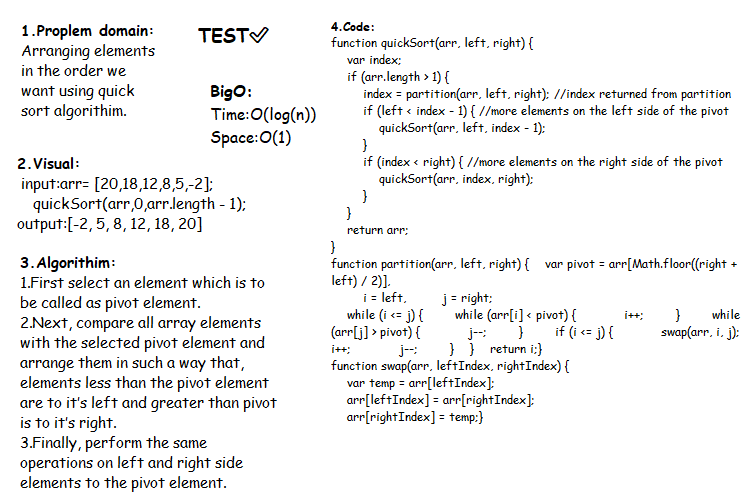 1.Proplem domain:
Arranging elements
in the order we
want using quick
sort algorithim.
TEST✓
BigO:
Time:O(log(n))
Space:O(1)
2.Visual:
input:arr= [20,18,12,8,5,-2];
quickSort(arr,0,arr.length - 1);
output:[-2, 5, 8, 12, 18, 20]
3.Algorithim:
1.First select an element which is to
be called as pivot element.
2.Next, compare all array elements
with the selected pivot element and
arrange them in such a way that,
elements less than the pivot element
are to it's left and greater than pivot
is to it's right.
3.Finally, perform the same
operations on left and right side
elements to the pivot element.
4.Code:
function quickSort(arr, left, right) {
var index;
if (arr.length > 1) {
index = partition(arr, left, right); //index returned from partition
if (left < index - 1) { //more elements on the left side of the pivot
quickSort(arr, left, index - 1);
}
if (index < right) { //more elements on the right side of the pivot
quickSort(arr, index, right);
}
}
return arr;
}
function partition(arr, left, right) { var pivot = arr[Math.floor((right +
left) / 2)],
i = left, j = right;
while (i <= j) { while (arr[i] < pivot) { i++; } while
(arr[j] > pivot) { j--; } if (i <= j) { swap(arr, i, j);
i++; j--; } } return i;}
function swap(arr, leftIndex, rightIndex) {
var temp = arr[leftIndex];
arr[leftIndex] = arr[rightIndex];
arr[rightIndex] = temp;}